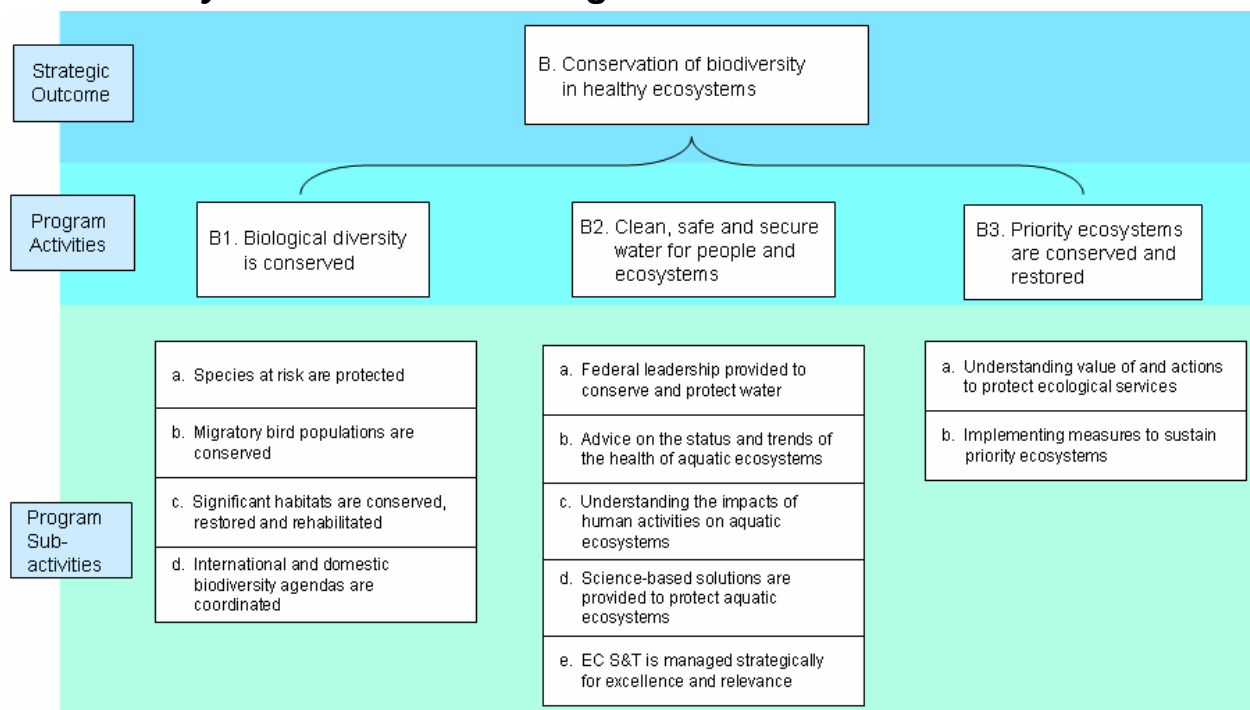 Strategic
Outcome
B. Conservation of biodiversity
in healthy ecosystems
Program
Activities
B1. Biological diversity
is conserved
B2. Clean, safe and secure
water for people and
ecosystems
B3. Priority ecosystems
are conserved and
restored
Program
Sub-
activities
a. Species at risk are protected
b. Migratory bird populations are
conserved
c. Significant habitats are conserved,
restored and rehabilitated
d. International and domestic
biodiversity agendas are
coordinated
a. Federal leadership provided to
conserve and protect water
b. Advice on the status and trends of
the health of aquatic ecosystems
c. Understanding the impacts of
human activities on aquatic
ecosystems
d. Science-based solutions are
provided to protect aquatic
ecosystems
e. EC S&T is managed strategically
for excellence and relevance
a. Understanding value of and actions
to protect ecological services
b. Implementing measures to sustain
priority ecosystems